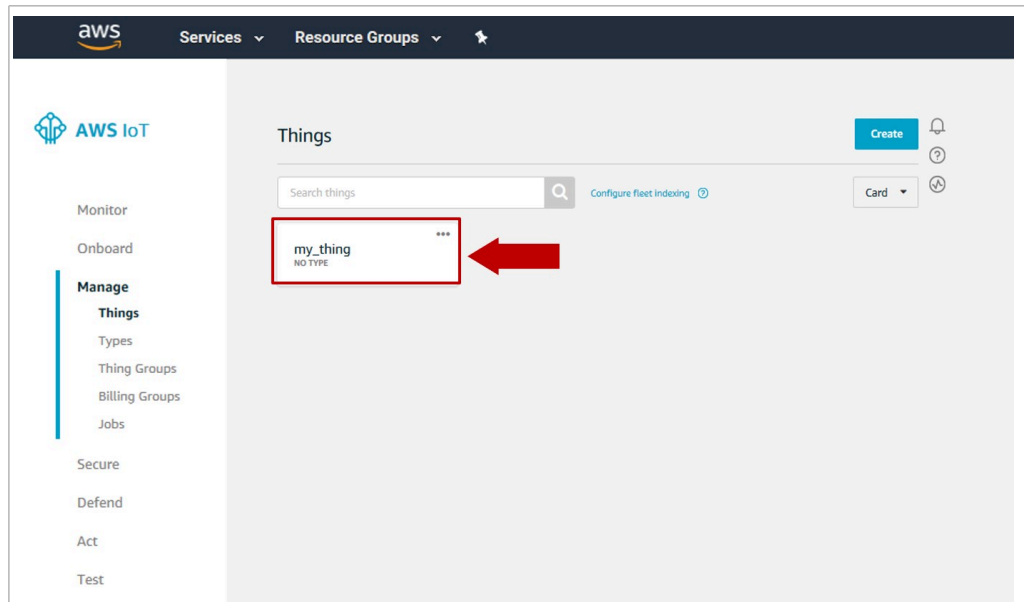 aws Services Resource Groups
AWS IoT
Monitor
Onboard
Manage
Things
Types
Thing Groups
Billing Groups
Jobs
Secure
Defend
Act
Test
Things
Create
Search things
Configure fleet indexing ?
Card
my_thing
NO TYPE